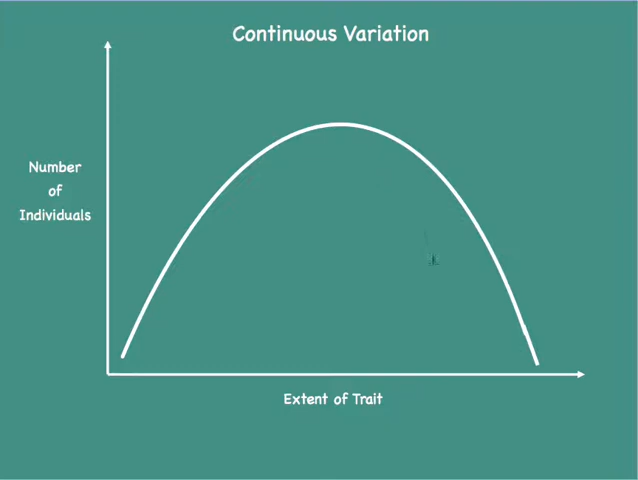 Continuous Variation
Number
of
Individuals
Extent of Trait